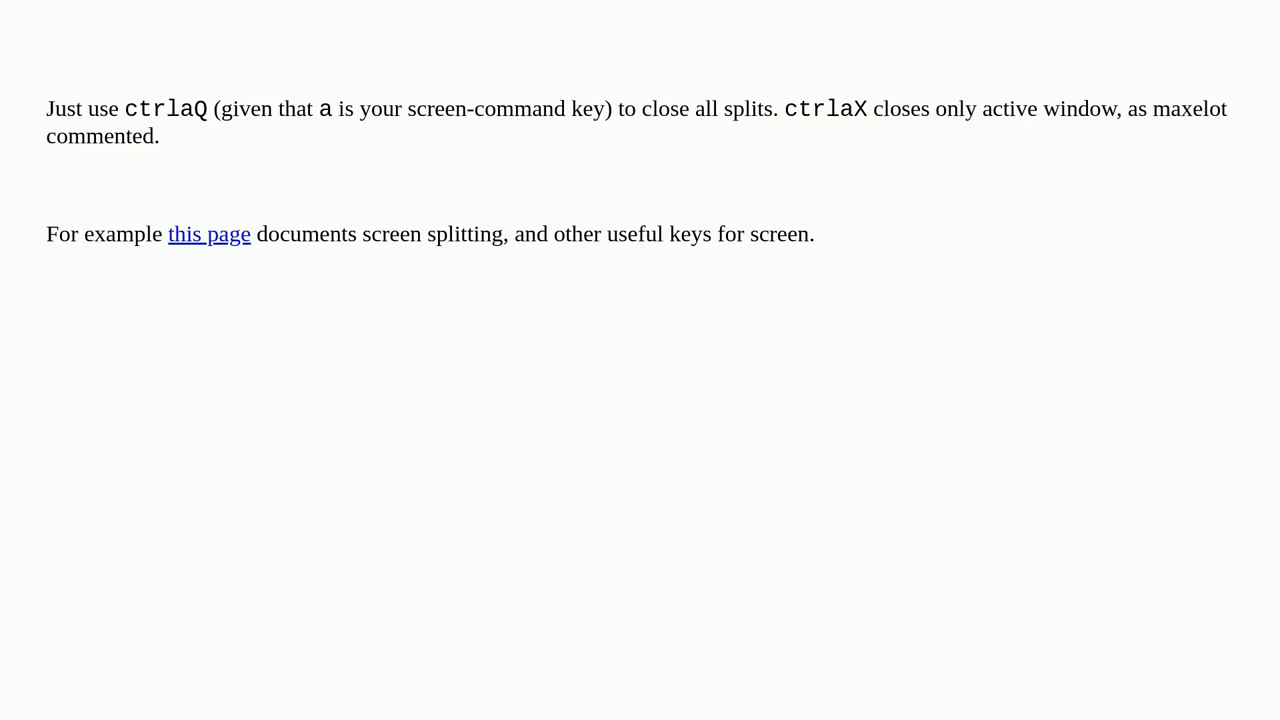 Just use ctrlaQ (given that a is your screen-command key) to close all splits. ctrlaX closes only active window, as maxelot
commented.
For example this page documents screen splitting, and other useful keys for screen.